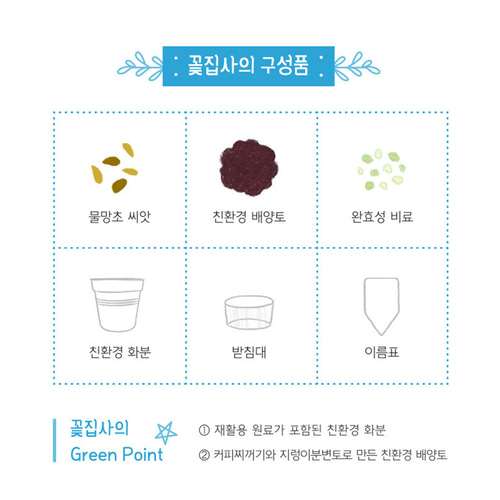 꽃집사의 구성품
물망초 씨앗
친환경 배양토
완효성 비료
친환경 화분
받침대
이름표
꽃집사의
Green Point
① 재활용 원료가 포함된 친환경 화분
② 커피찌꺼기와 지렁이분변토로 만든 친환경 배양토